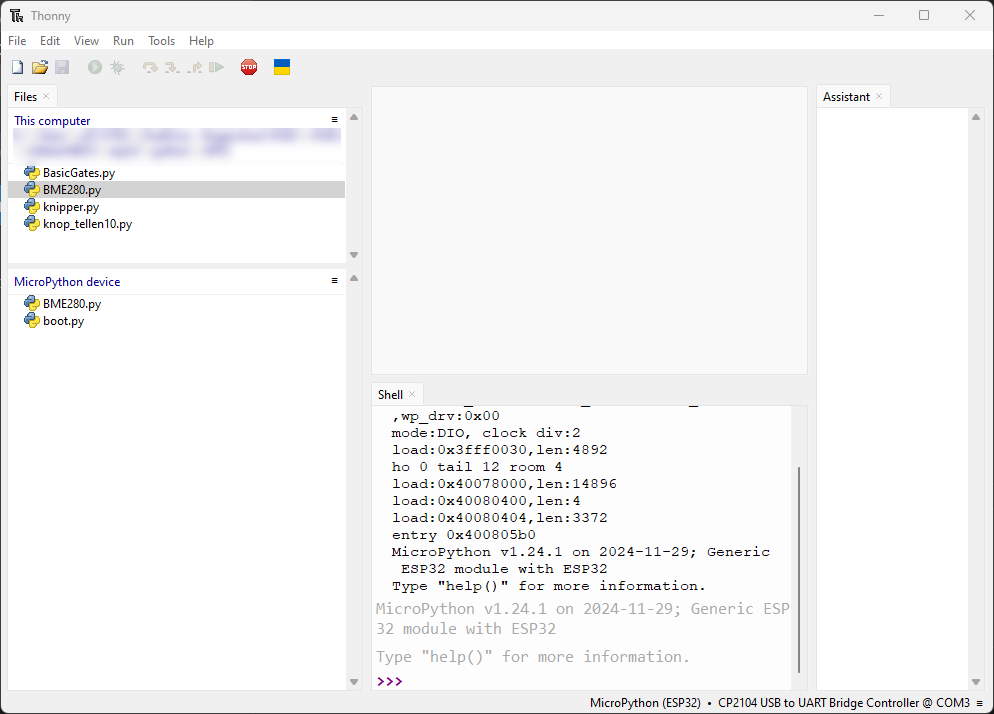 Thonny
File Edit View Run Tools Help
STOP
Files
This computer
BasicGates.py
BME280.py
knipper.py
knop_tellen10.py
MicroPython device
BME280.py
boot.py
Shell
,wp_drv:0x00
mode:DIO, clock div:2
load:0x3fff0030,len:4892
ho 0 tail 12 room 4
load:0x40078000,len:14896
load:0x40080400,len:4
load:0x40080404,len:3372
entry 0x400805b0
MicroPython v1.24.1 on 2024-11-29; Generic
ESP32 module with ESP32
Type "help()" for more information.
MicroPython v1.24.1 on 2024-11-29; Generic ESP
32 module with ESP32
Type "help()" for more information.
>>>
Assistant
MicroPython (ESP32) • CP2104 USB to UART Bridge Controller @ COM3 ≡